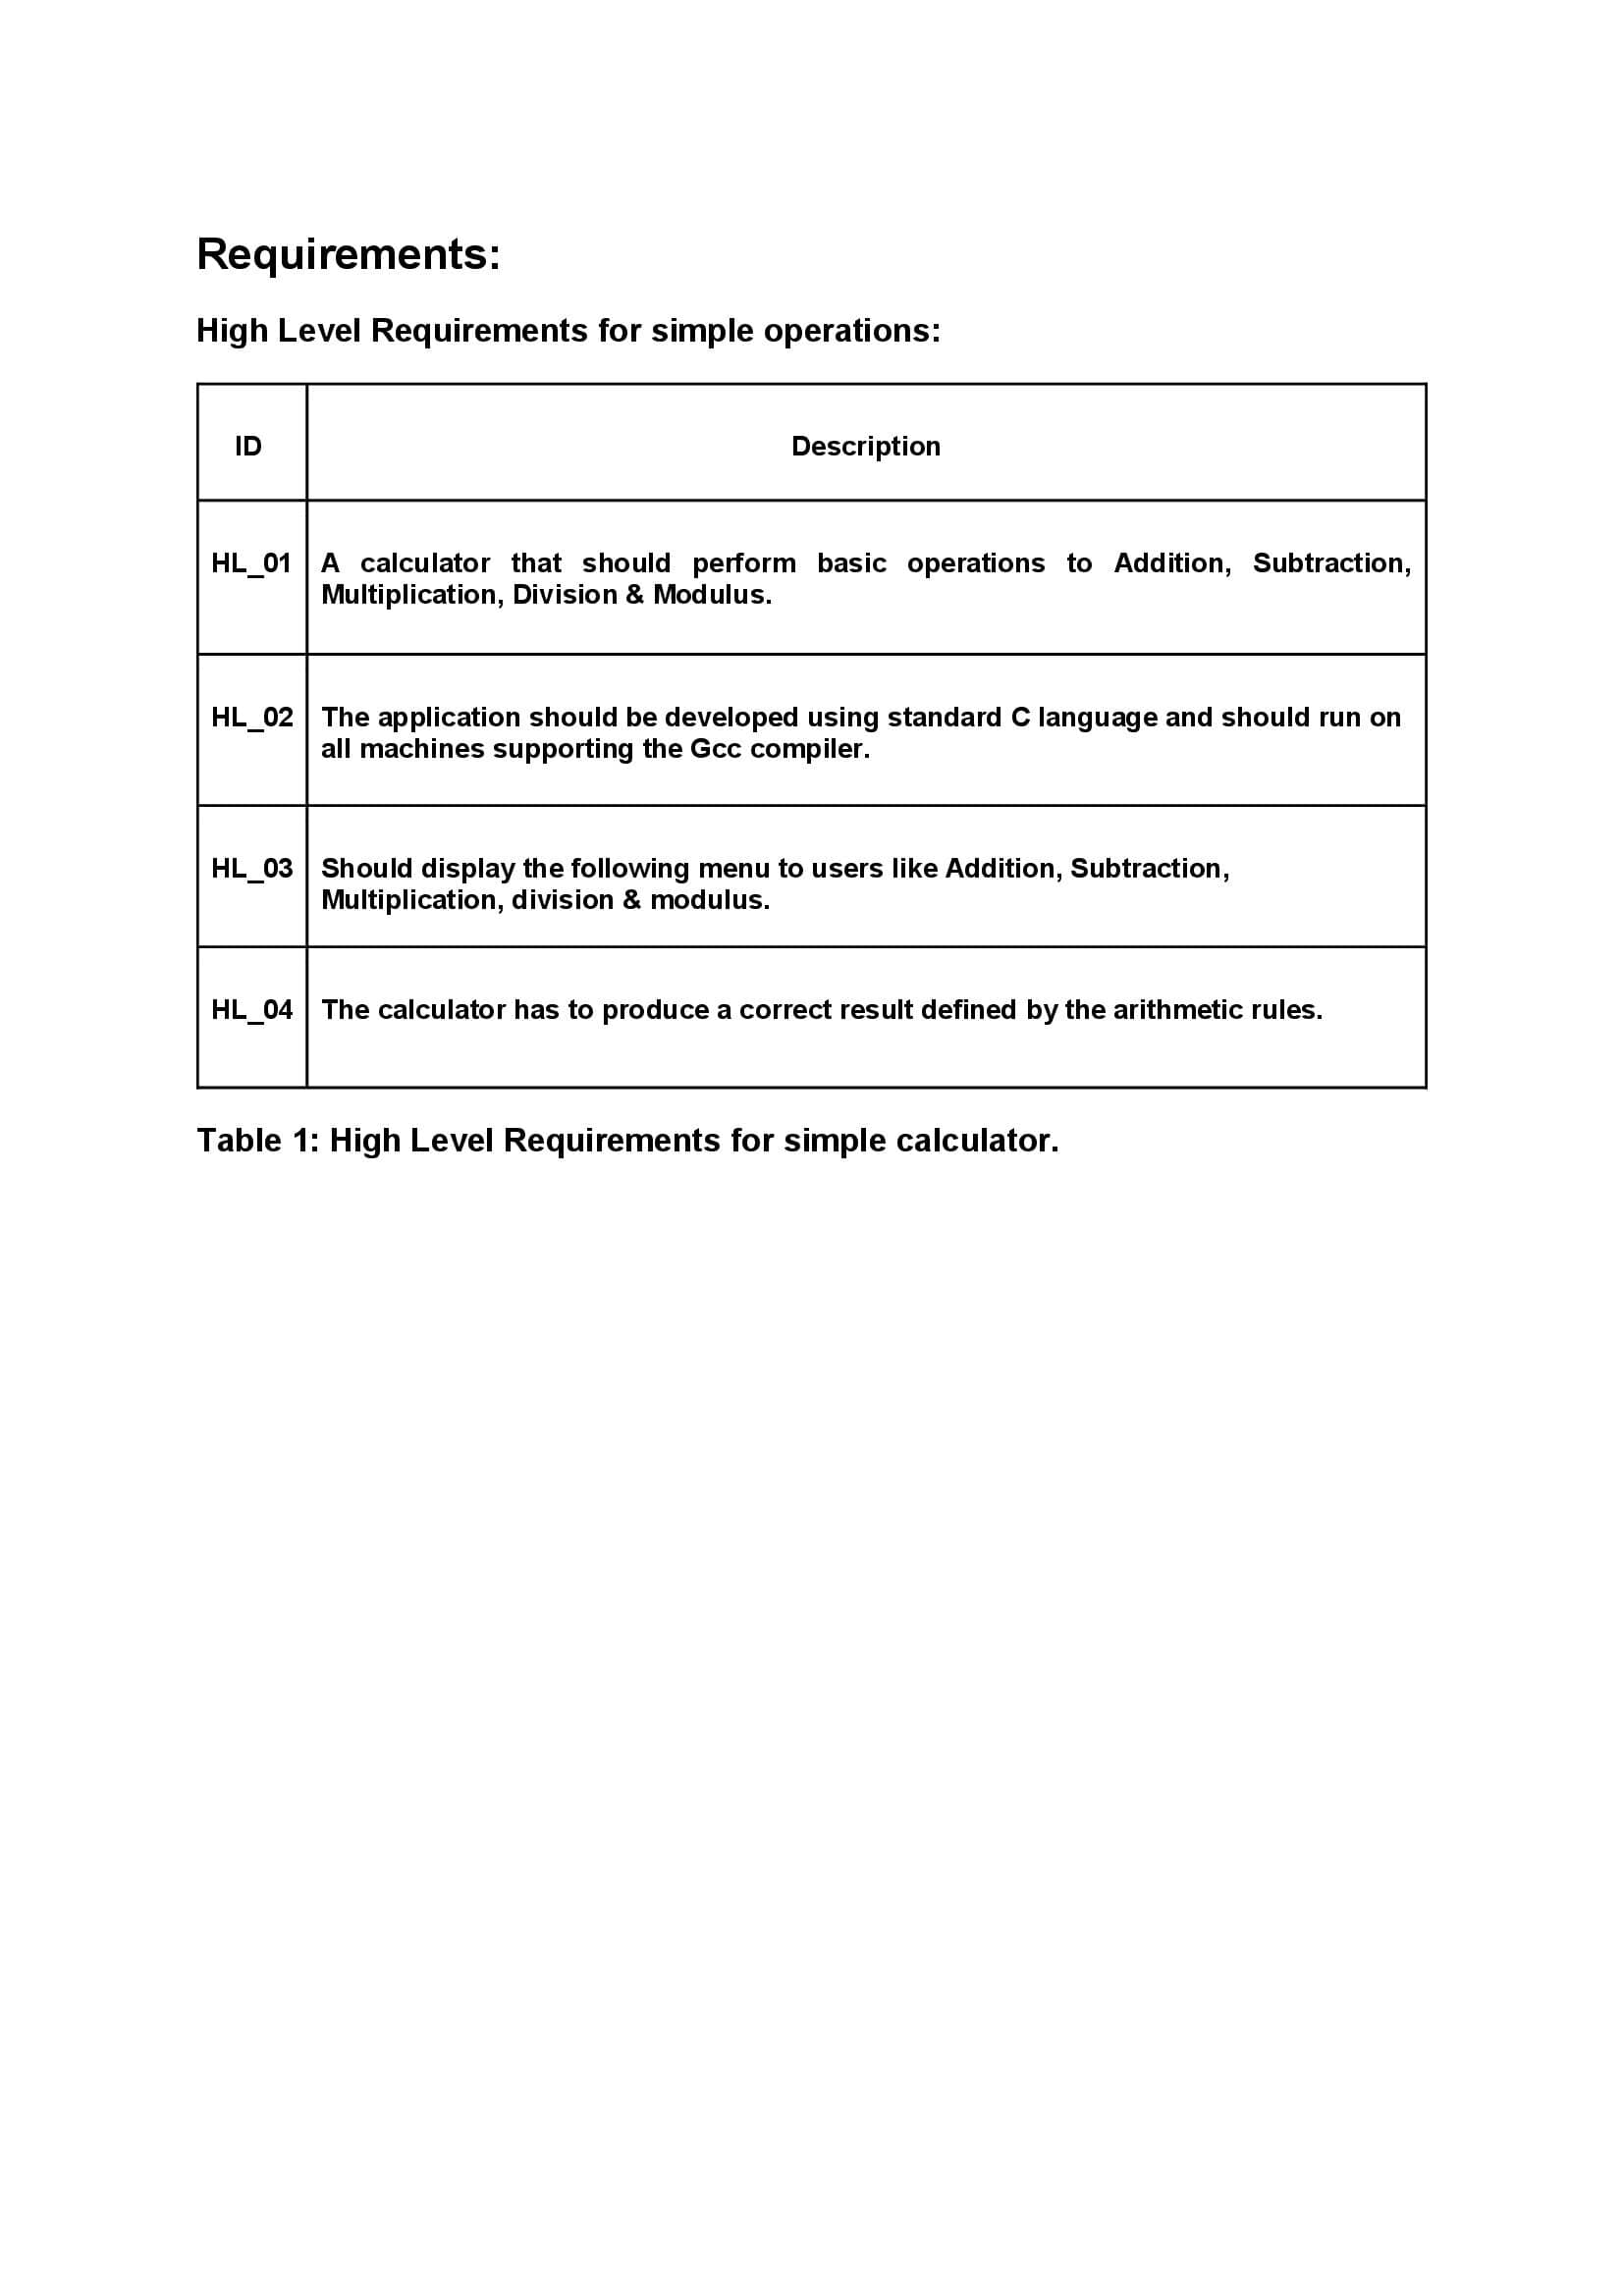 Requirements:
High Level Requirements for simple operations:
ID
Description
HL_01
A calculator that should perform basic operations to Addition, Subtraction,
Multiplication, Division & Modulus.
HL_02
The application should be developed using standard C language and should run on
all machines supporting the Gcc compiler.
HL_03
Should display the following menu to users like Addition, Subtraction,
Multiplication, division & modulus.
HL_04
The calculator has to produce a correct result defined by the arithmetic rules.
Table 1: High Level Requirements for simple calculator.